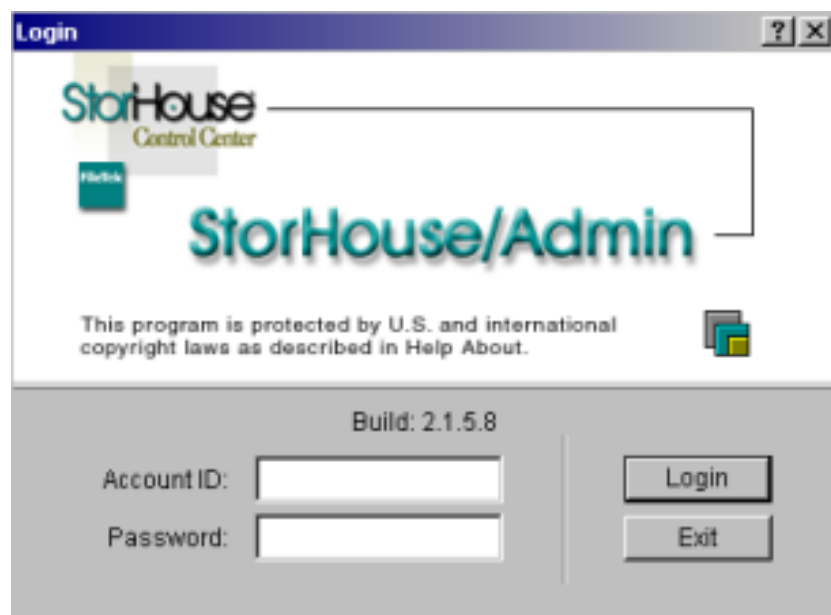 Login
StorHouse
Control Center
FileTek
StorHouse/Admin
This program is protected by U.S. and international
copyright laws as described in Help About.
Build: 2.1.5.8
Account ID:
Login
Password:
Exit